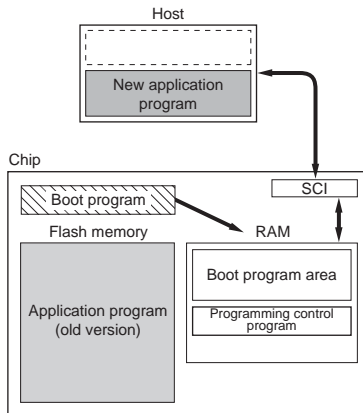 Host
New application
program
Chip
SCI
Boot program
Flash memory
RAM
Boot program area
Application program
(old version)
Programming control
program